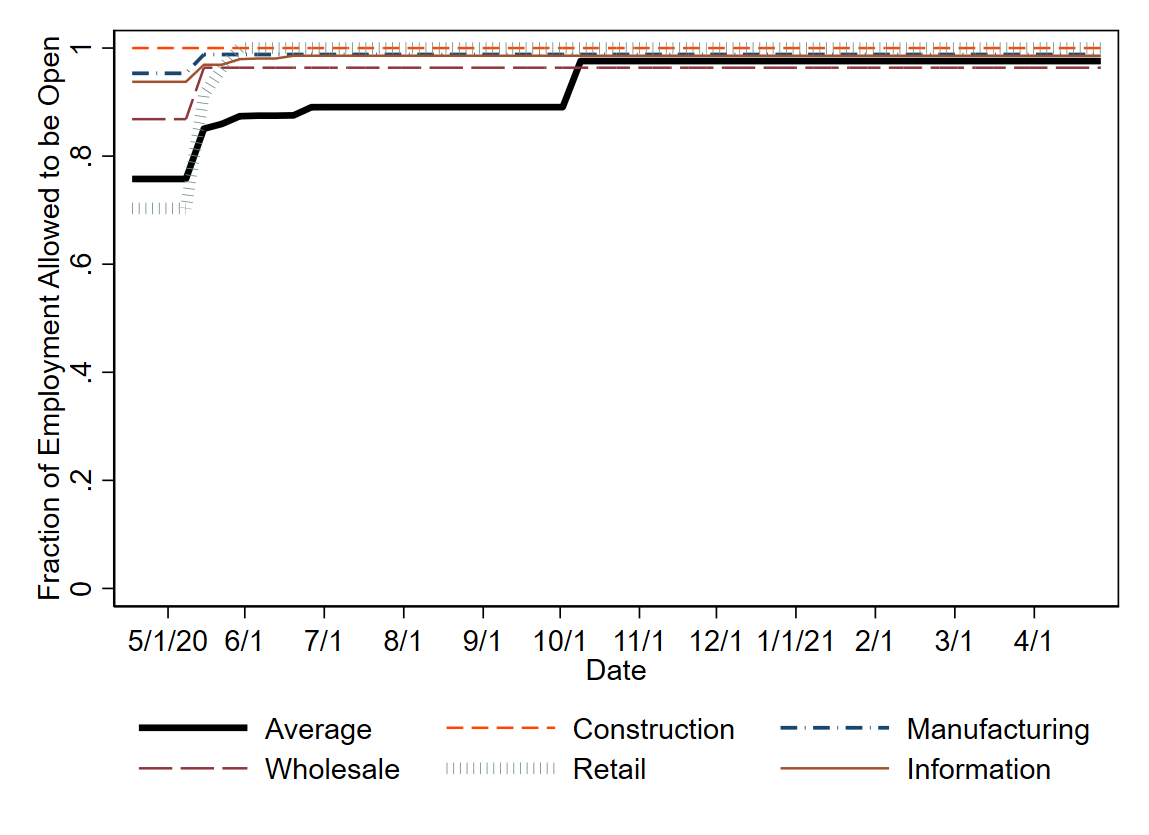 Fraction of Employment Allowed to be Open
1
.8
.6
.4
.2
0
5/1/20 6/1 7/1 8/1 9/1 10/1 11/1 12/1 1/1/21 2/1 3/1 4/1
Date
Average Construction Manufacturing
Wholesale Retail Information